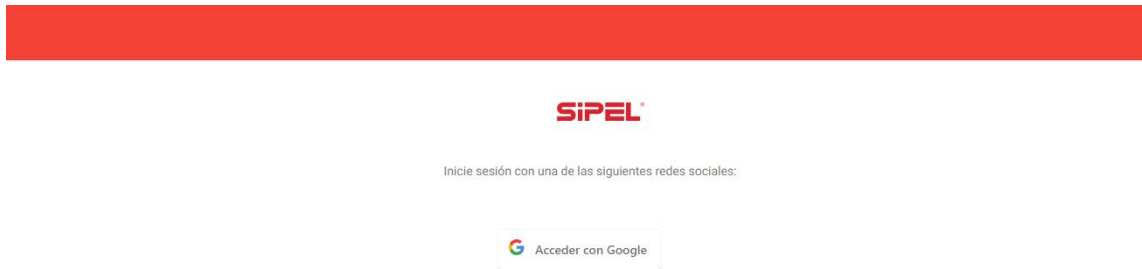 SiPEL®
Inicie sesión con una de las siguientes redes sociales:
Acceder con Google